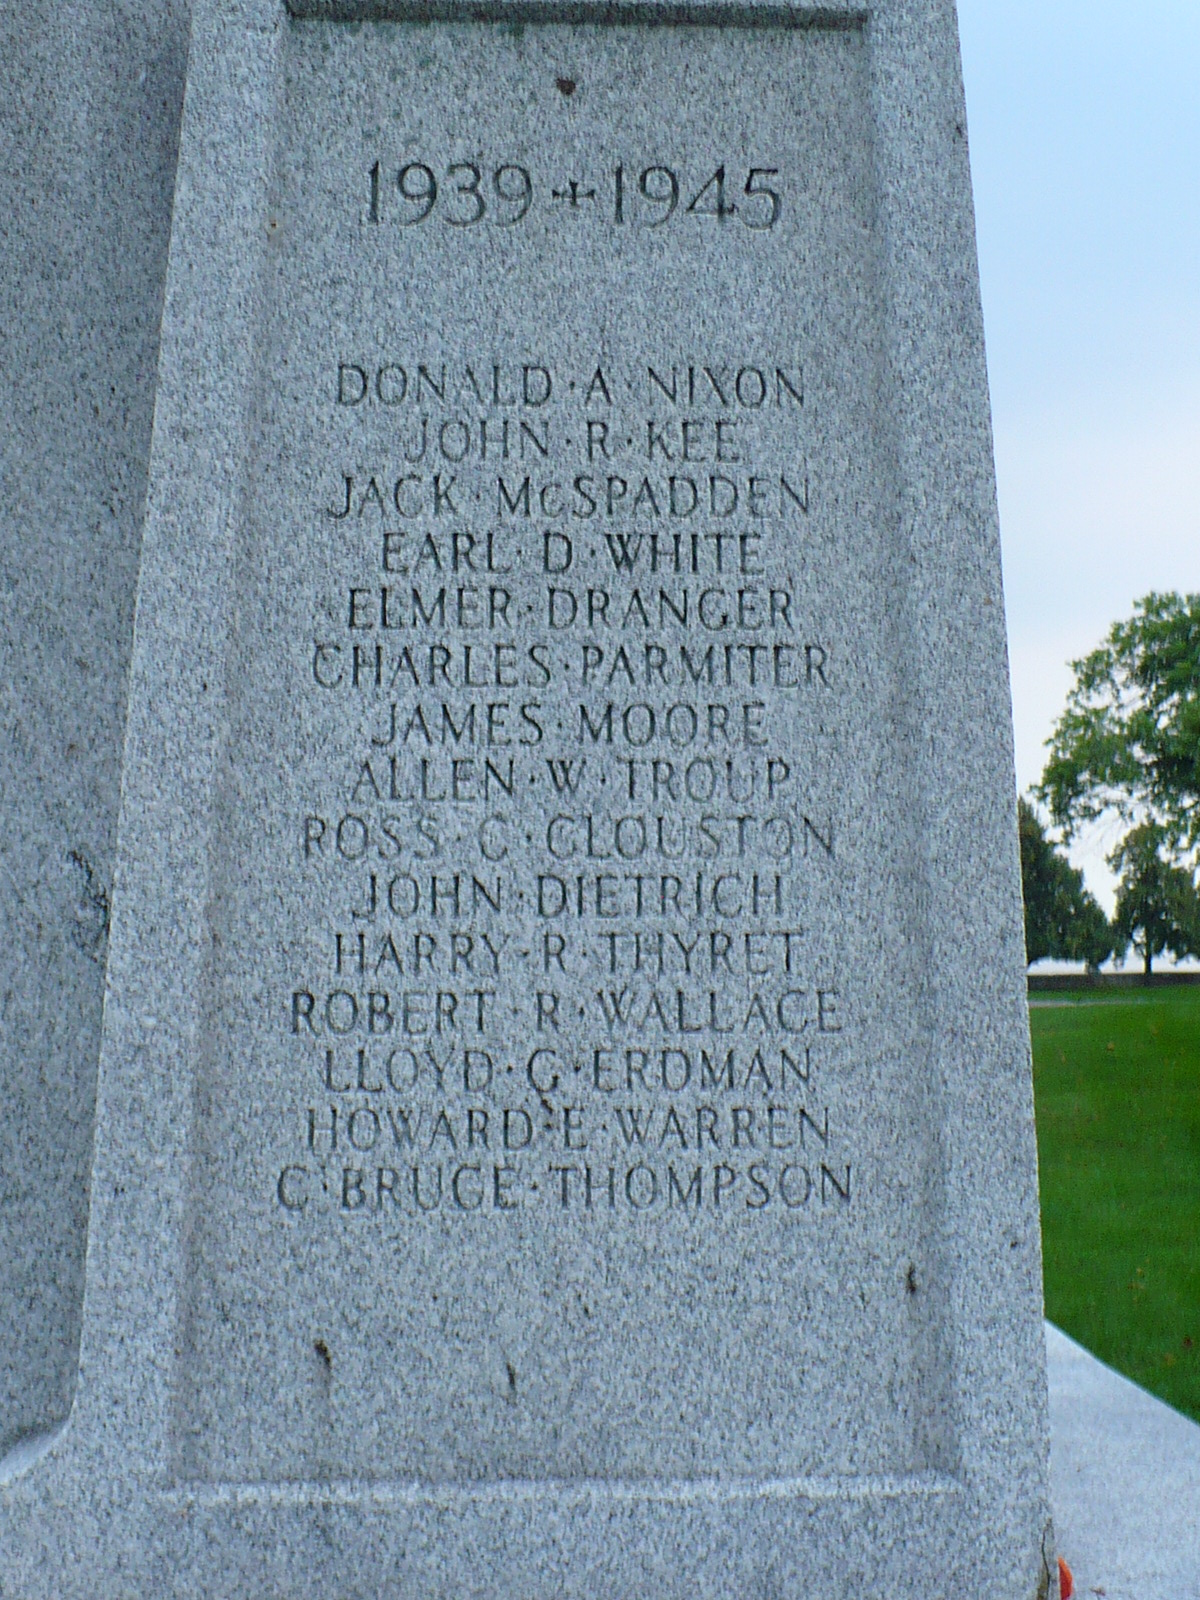 1939 + 1945
DONALD · A · NIXON
JOHN · R · KEE
JACK · McSPADDEN
EARL · D · WHITE
ELMER · DRANGER
CHARLES · PARMITER
JAMES · MOORE
ALLEN · W · TROUP
ROSS · C · CLOUSTON
JOHN · DIETRICH
HARRY · R · THYRET
ROBERT · R · WALLACE
LLOYD · G · ERDMAN
HOWARD · E · WARREN
C · BRUCE · THOMPSON